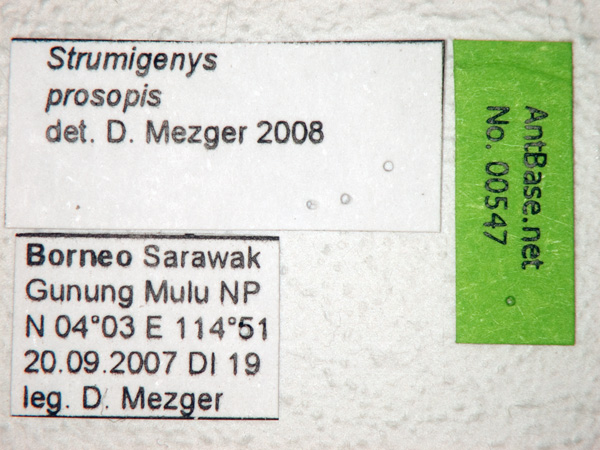 Strumigenys
prosopis
det. D. Mezger 2008
Borneo Sarawak
Gunung Mulu NP
N 04°03 E 114°51
20.09.2007 DI 19
leg. D. Mezger
AntBase.net
No. 00547